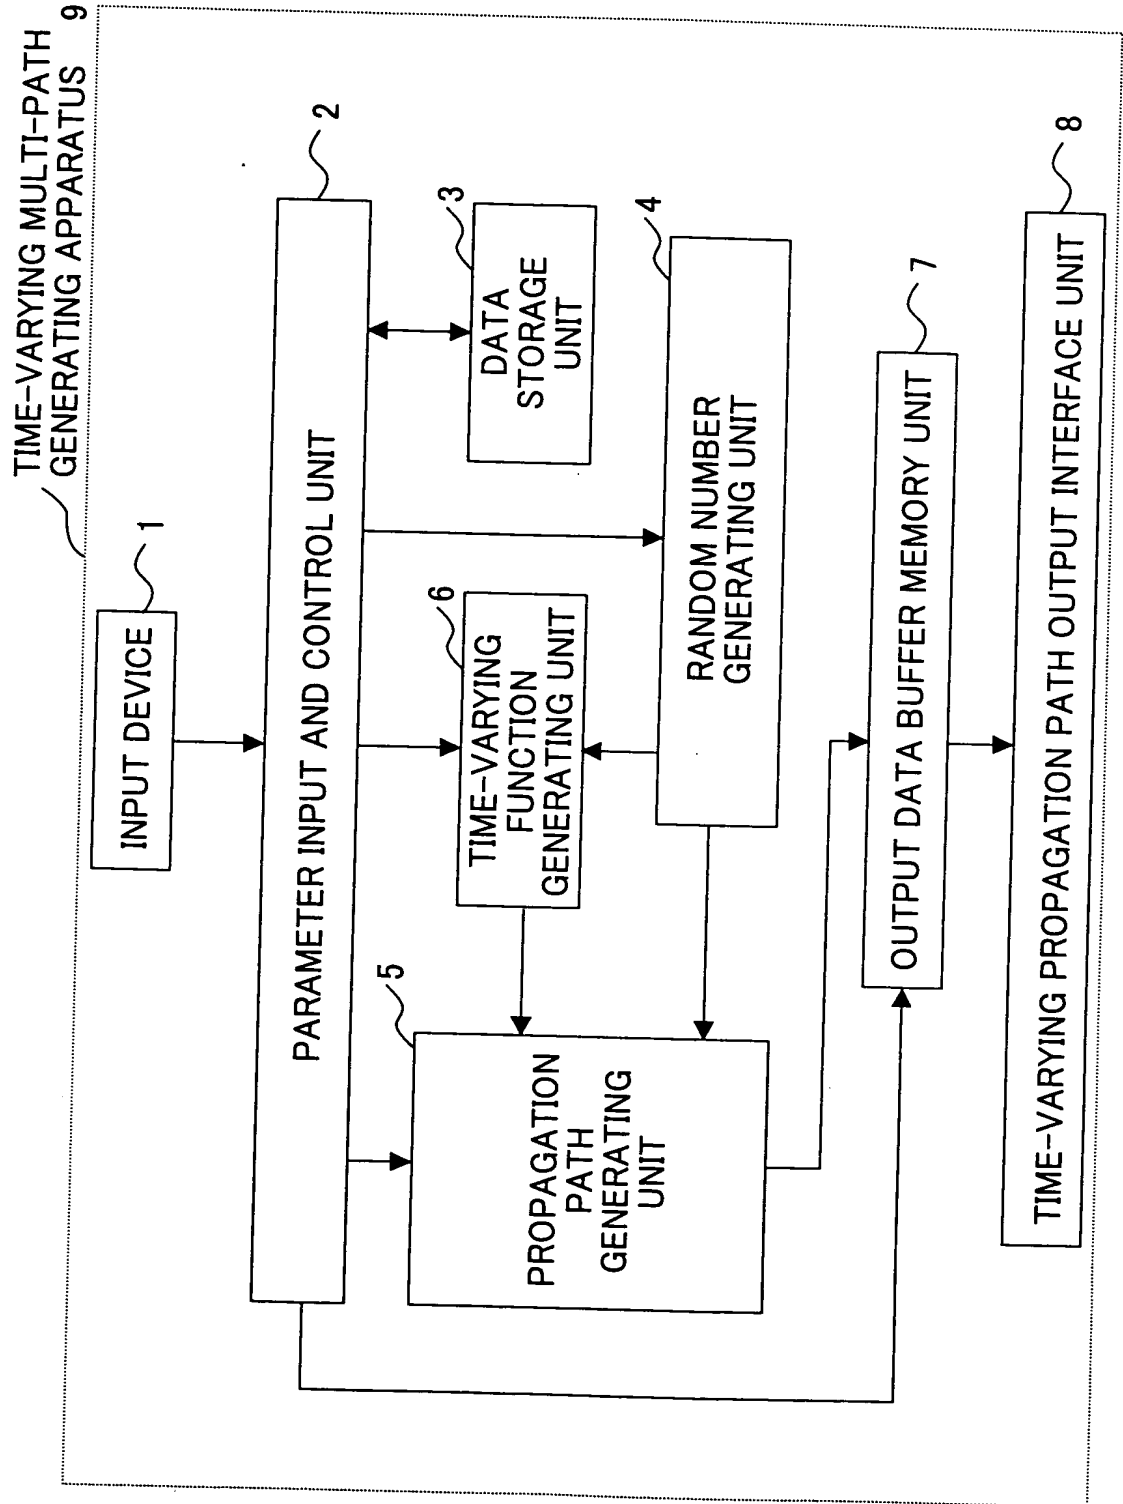 TIME-VARYING MULTI-PATH
GENERATING APPARATUS 9
INPUT DEVICE
1
PARAMETER INPUT AND CONTROL UNIT
2
DATA
STORAGE
UNIT
3
TIME-VARYING
FUNCTION
GENERATING UNIT
6
RANDOM NUMBER
GENERATING UNIT
4
PROPAGATION
PATH
GENERATING
UNIT
5
OUTPUT DATA BUFFER MEMORY UNIT
7
TIME-VARYING PROPAGATION PATH OUTPUT INTERFACE UNIT
8